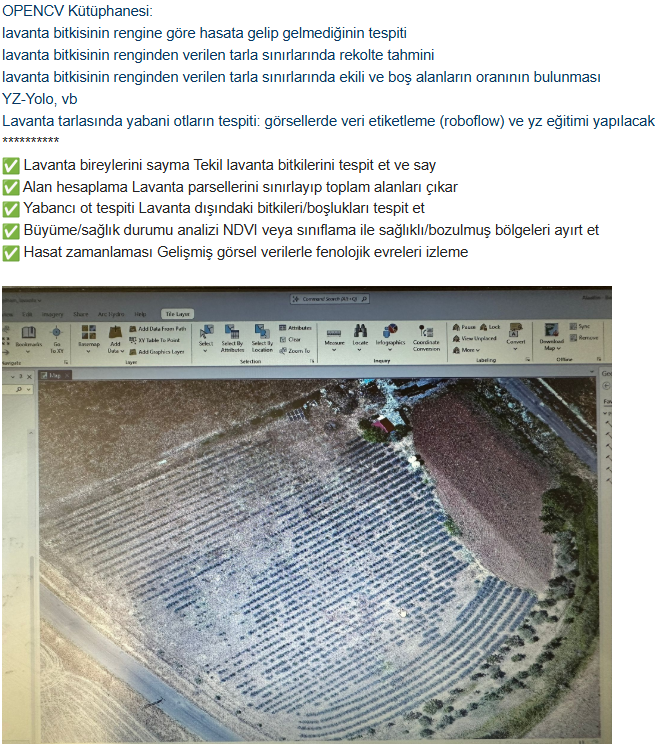 OPENCV Kütüphanesi:
lavanta bitkisinin rengine göre hasata gelip gelmediğinin tespiti
lavanta bitkisinin renginden verilen tarla sınırlarında rekolte tahmini
lavanta bitkisinin renginden verilen tarla sınırlarında ekili ve boş alanların oranının bulunması
YZ-Yolo, vb
Lavanta tarlasında yabani otların tespiti: görsellerde veri etiketleme (roboflow) ve yz eğitimi yapılacak
**********
✅ Lavanta bireylerini sayma Tekil lavanta bitkilerini tespit et ve say
✅ Alan hesaplama Lavanta parsellerini sınırlayıp toplam alanları çıkar
✅ Yabancı ot tespiti Lavanta dışındaki bitkileri/boşlukları tespit et
✅ Büyüme/sağlık durumu analizi NDVI veya sınıflama ile sağlıklı/bozulmuş bölgeleri ayırt et
✅ Hasat zamanlaması Gelişmiş görsel verilerle fenolojik evreleri izleme
Command Search (Alt+Q)
Edit Imagery Share Help Tile Layer
Bookmarks Go To XY
Basemap Add Data Add Data From Path
XY Table To Point
Add Graphics Layer
Select Select By Attributes Select By Location Attributes
Clear
Zoom To
Measure Locate Infographics Coordinate Conversion
Pause Lock
View Unplaced
More
Convert
Download Map Sync
Remove
Navigate Layer Selection Inquiry Labeling Offline
Map